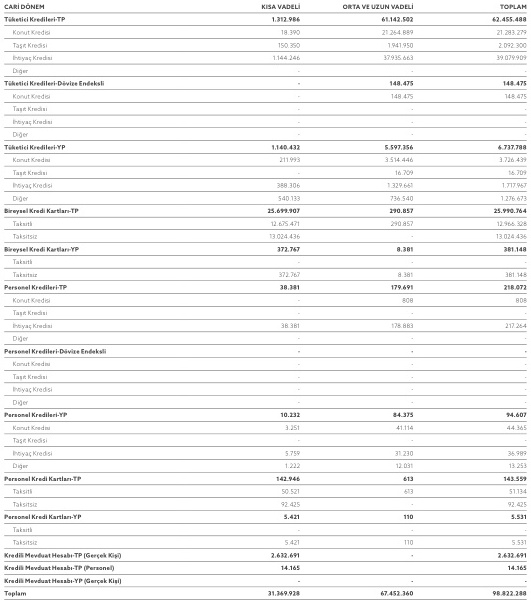 CARİ DÖNEM KISA VADELİ ORTA VE UZUN VADELİ TOPLAM
Tüketici Kredileri-TP 1.312.986 61.142.502 62.455.488
Konut Kredisi 18.390 21.264.889 21.283.279
Taşıt Kredisi 150.350 1.941.950 2.092.300
İhtiyaç Kredisi 1.144.246 37.935.663 39.079.909
Diğer - - -
Tüketici Kredileri-Dövize Endeksli - 148.475 148.475
Konut Kredisi - 148.475 148.475
Taşıt Kredisi - - -
İhtiyaç Kredisi - - -
Diğer - - -
Tüketici Kredileri-YP 1.140.432 5.597.356 6.737.788
Konut Kredisi 211.993 3.514.446 3.726.439
Taşıt Kredisi - 16.709 16.709
İhtiyaç Kredisi 388.306 1.329.661 1.717.967
Diğer 540.133 736.540 1.276.673
Bireysel Kredi Kartları-TP 25.699.907 290.857 25.990.764
Taksitli 12.675.471 290.857 12.966.328
Taksitsiz 13.024.436 - 13.024.436
Bireysel Kredi Kartları-YP 372.767 8.381 381.148
Taksitli - - -
Taksitsiz 372.767 8.381 381.148
Personel Kredileri-TP 38.381 179.691 218.072
Konut Kredisi - 808 808
Taşıt Kredisi - - -
İhtiyaç Kredisi 38.381 178.883 217.264
Diğer - - -
Personel Kredileri-Dövize Endeksli - - -
Konut Kredisi - - -
Taşıt Kredisi - - -
İhtiyaç Kredisi - - -
Diğer - - -
Personel Kredileri-YP 10.232 84.375 94.607
Konut Kredisi 3.251 41.114 44.365
Taşıt Kredisi - - -
İhtiyaç Kredisi 5.759 31.230 36.989
Diğer 1.222 12.031 13.253
Personel Kredi Kartları-TP 142.946 613 143.559
Taksitli 50.521 613 51.134
Taksitsiz 92.425 - 92.425
Personel Kredi Kartları-YP 5.421 110 5.531
Taksitli - - -
Taksitsiz 5.421 110 5.531
Kredili Mevduat Hesabı-TP (Gerçek Kişi) 2.632.691 - 2.632.691
Kredili Mevduat Hesabı-TP (Personel) 14.165 14.165
Kredili Mevduat Hesabı-YP (Gerçek Kişi) - - -
Toplam 31.369.928 67.452.360 98.822.288